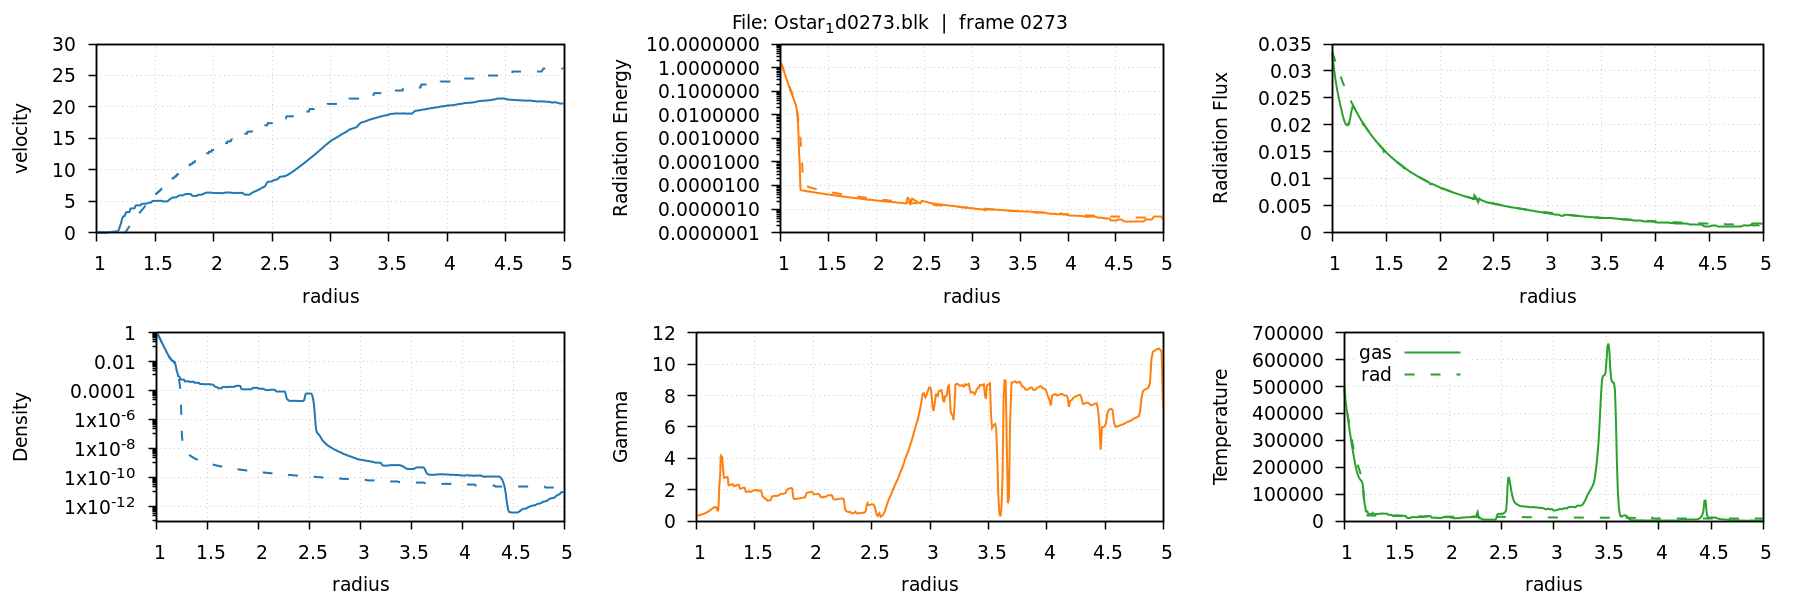 File: Ostar₁d0273.blk | frame 0273
velocity
30
25
20
15
10
5
0
1 1.5 2 2.5 3 3.5 4 4.5 5
radius
Radiation Energy
10.0000000
1.0000000
0.1000000
0.0100000
0.0010000
0.0001000
0.0000100
0.0000010
0.0000001
1 1.5 2 2.5 3 3.5 4 4.5 5
radius
Radiation Flux
0.035
0.03
0.025
0.02
0.015
0.01
0.005
0
1 1.5 2 2.5 3 3.5 4 4.5 5
radius
Density
1
0.01
0.0001
1x10⁻⁶
1x10⁻⁸
1x10⁻¹⁰
1x10⁻¹²
1 1.5 2 2.5 3 3.5 4 4.5 5
radius
Gamma
12
10
8
6
4
2
0
1 1.5 2 2.5 3 3.5 4 4.5 5
radius
Temperature
700000
600000
500000
400000
300000
200000
100000
0
gas
rad
1 1.5 2 2.5 3 3.5 4 4.5 5
radius